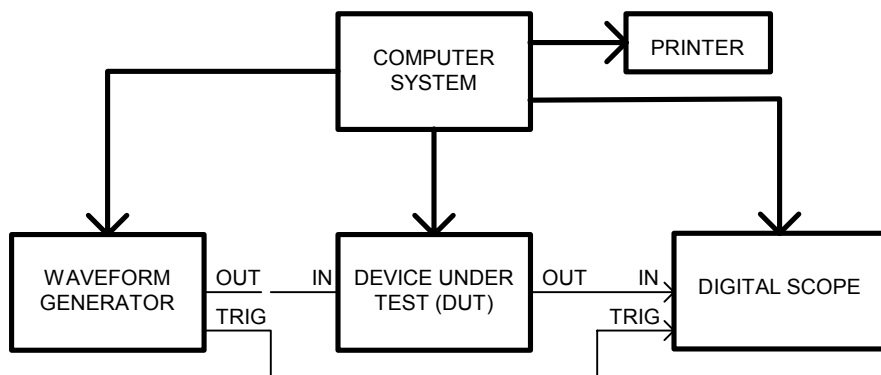 COMPUTER
SYSTEM
PRINTER
WAVEFORM
GENERATOR
OUT
TRIG
IN
DEVICE UNDER
TEST (DUT)
OUT
IN
TRIG
DIGITAL SCOPE